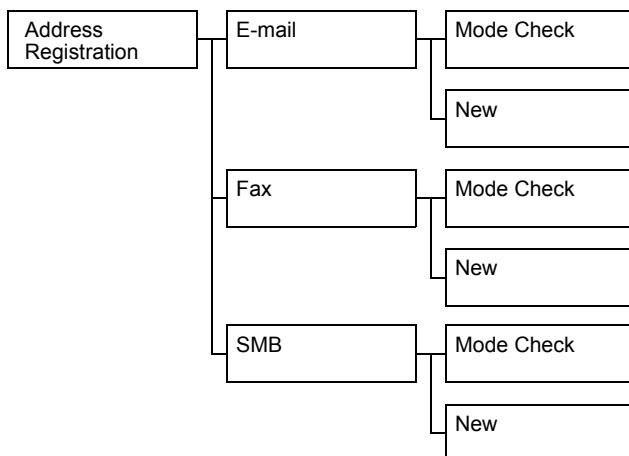 Address
Registration
E-mail
Mode Check
New
Fax
Mode Check
New
SMB
Mode Check
New